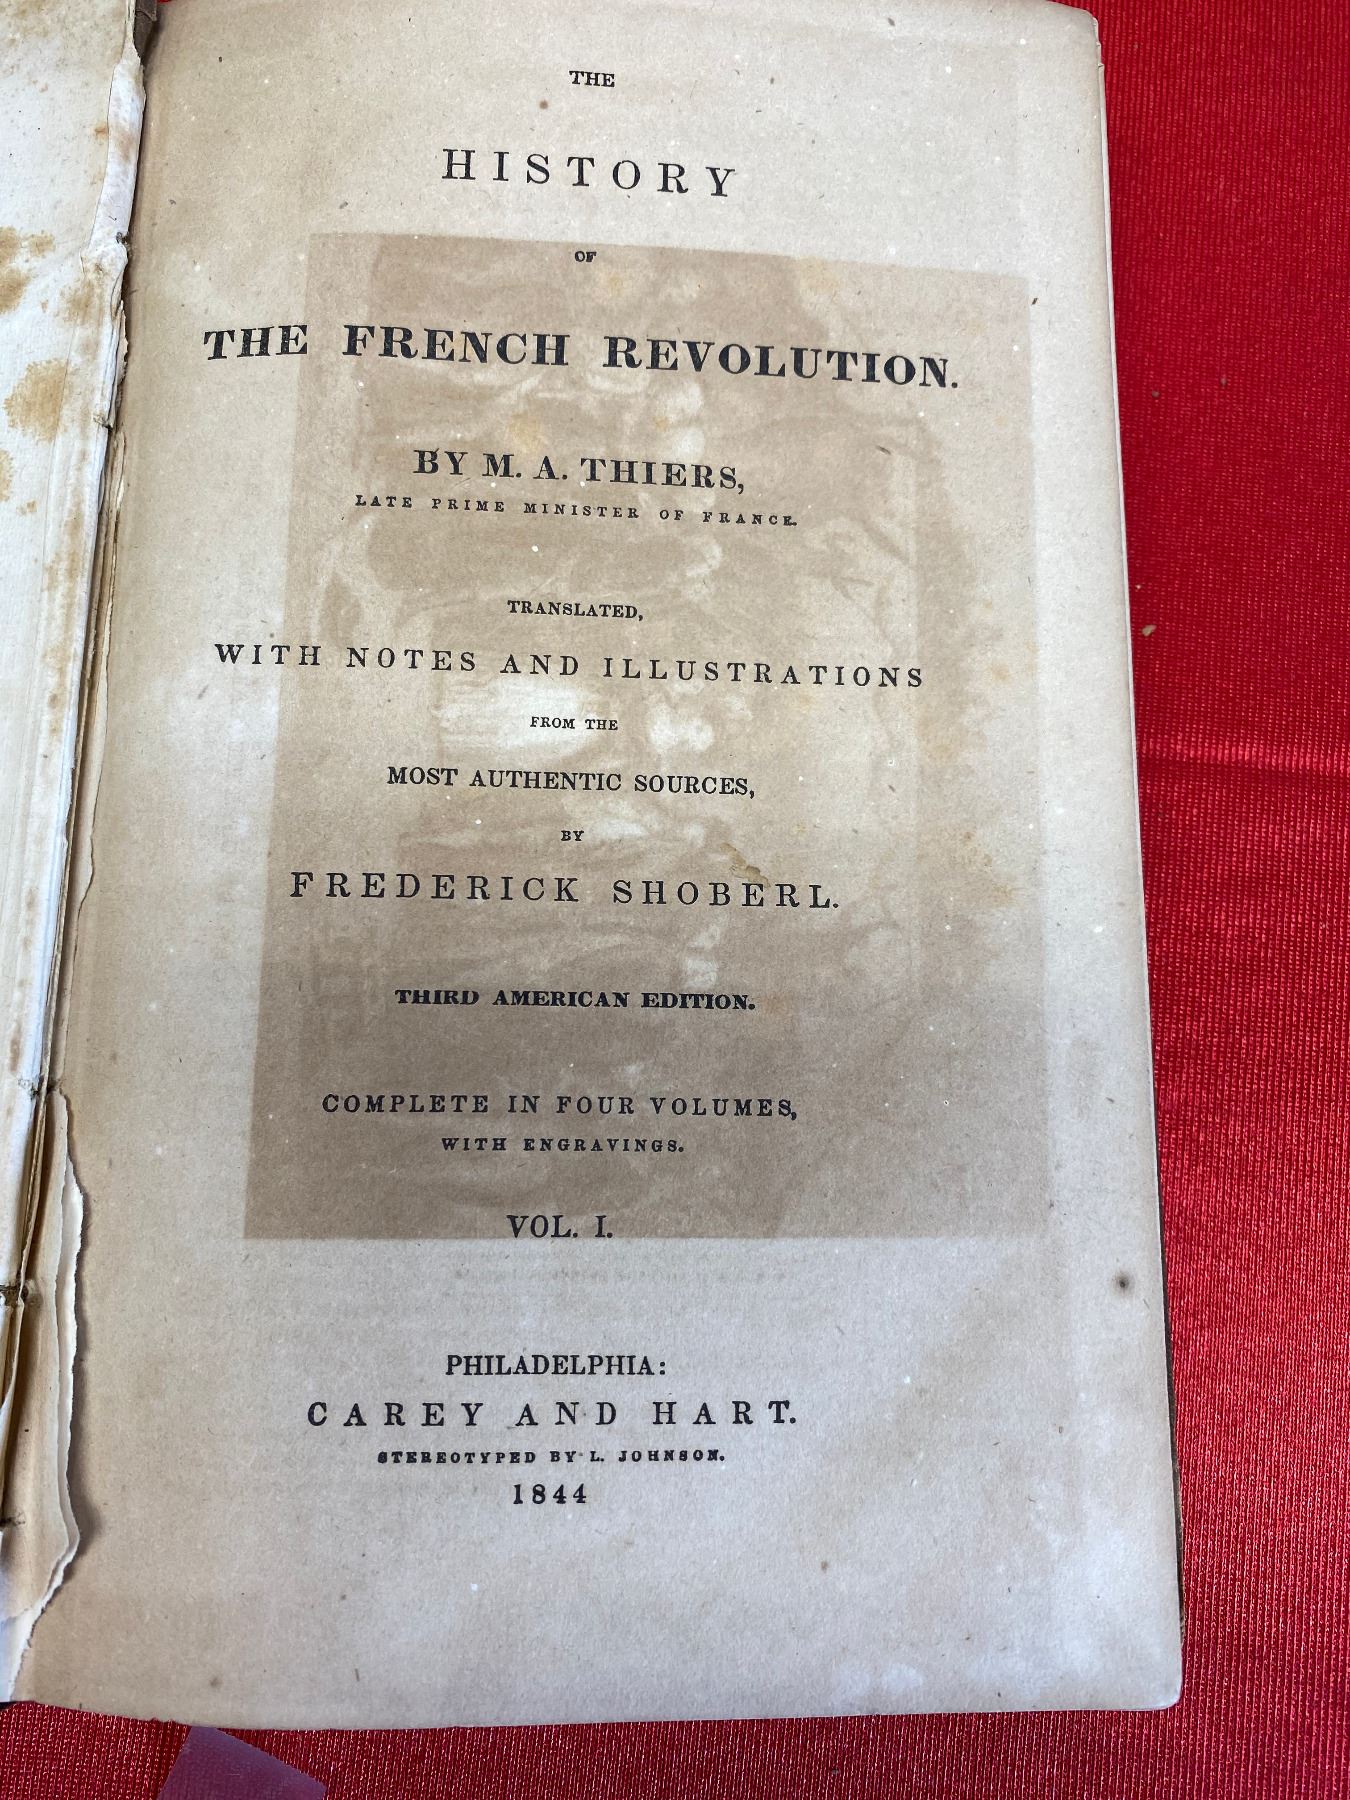 THE
HISTORY
OF
THE FRENCH REVOLUTION.
BY M. A. THIERS,
LATE PRIME MINISTER OF FRANCE.
TRANSLATED,
WITH NOTES AND ILLUSTRATIONS
FROM THE
MOST AUTHENTIC SOURCES,
BY
FREDERICK SHOBERL.
THIRD AMERICAN EDITION.
COMPLETE IN FOUR VOLUMES,
WITH ENGRAVINGS.
VOL. I.
PHILADELPHIA:
CAREY AND HART.
STEREOTYPED BY L. JOHNSON.
1844